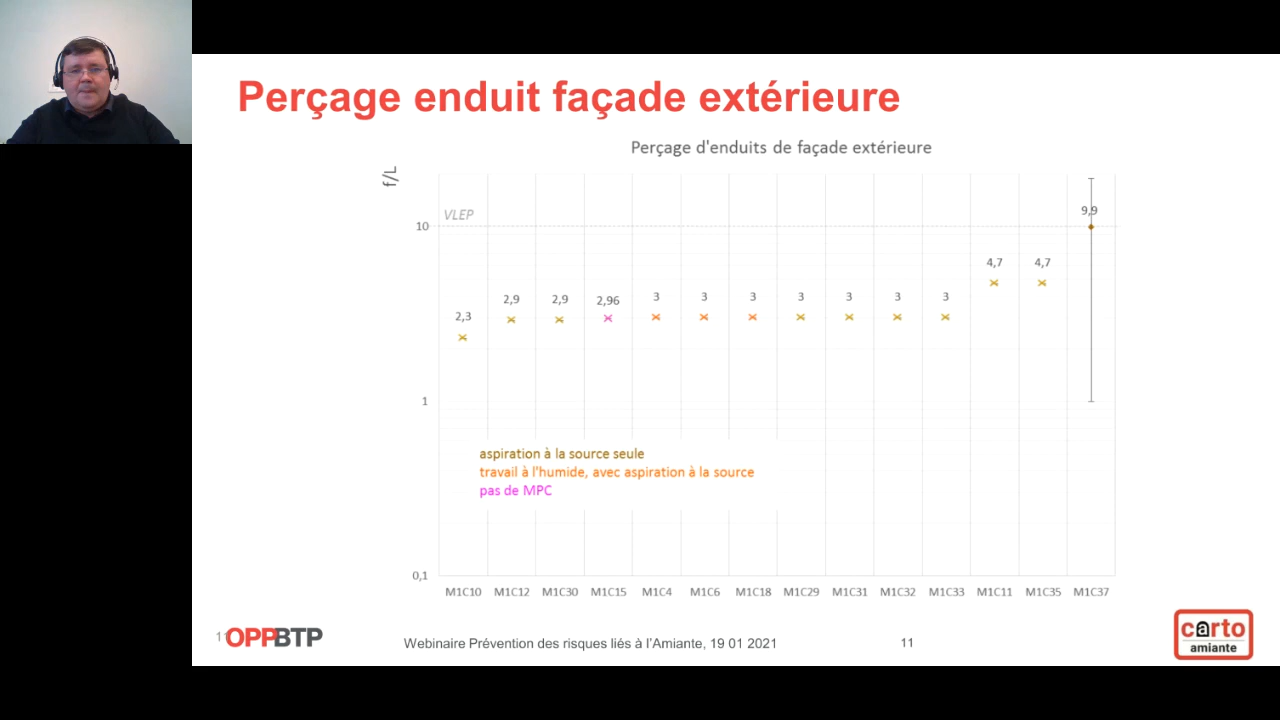 Perçage enduit façade extérieure
Perçage d'enduits de façade extérieure
f/L
VLEP
10
1
0,1
2,3
2,9
2,9
2,96
3
3
3
3
3
3
3
4,7
4,7
9,9
aspiration à la source seule
travail à l'humide, avec aspiration à la source
pas de MPC
M1C10 M1C12 M1C30 M1C15 M1C4 M1C6 M1C18 M1C29 M1C31 M1C32 M1C33 M1C11 M1C35 M1C37
11
OPPBTP
Webinaire Prévention des risques liés à l'Amiante, 19 01 2021
11
carto
amiante